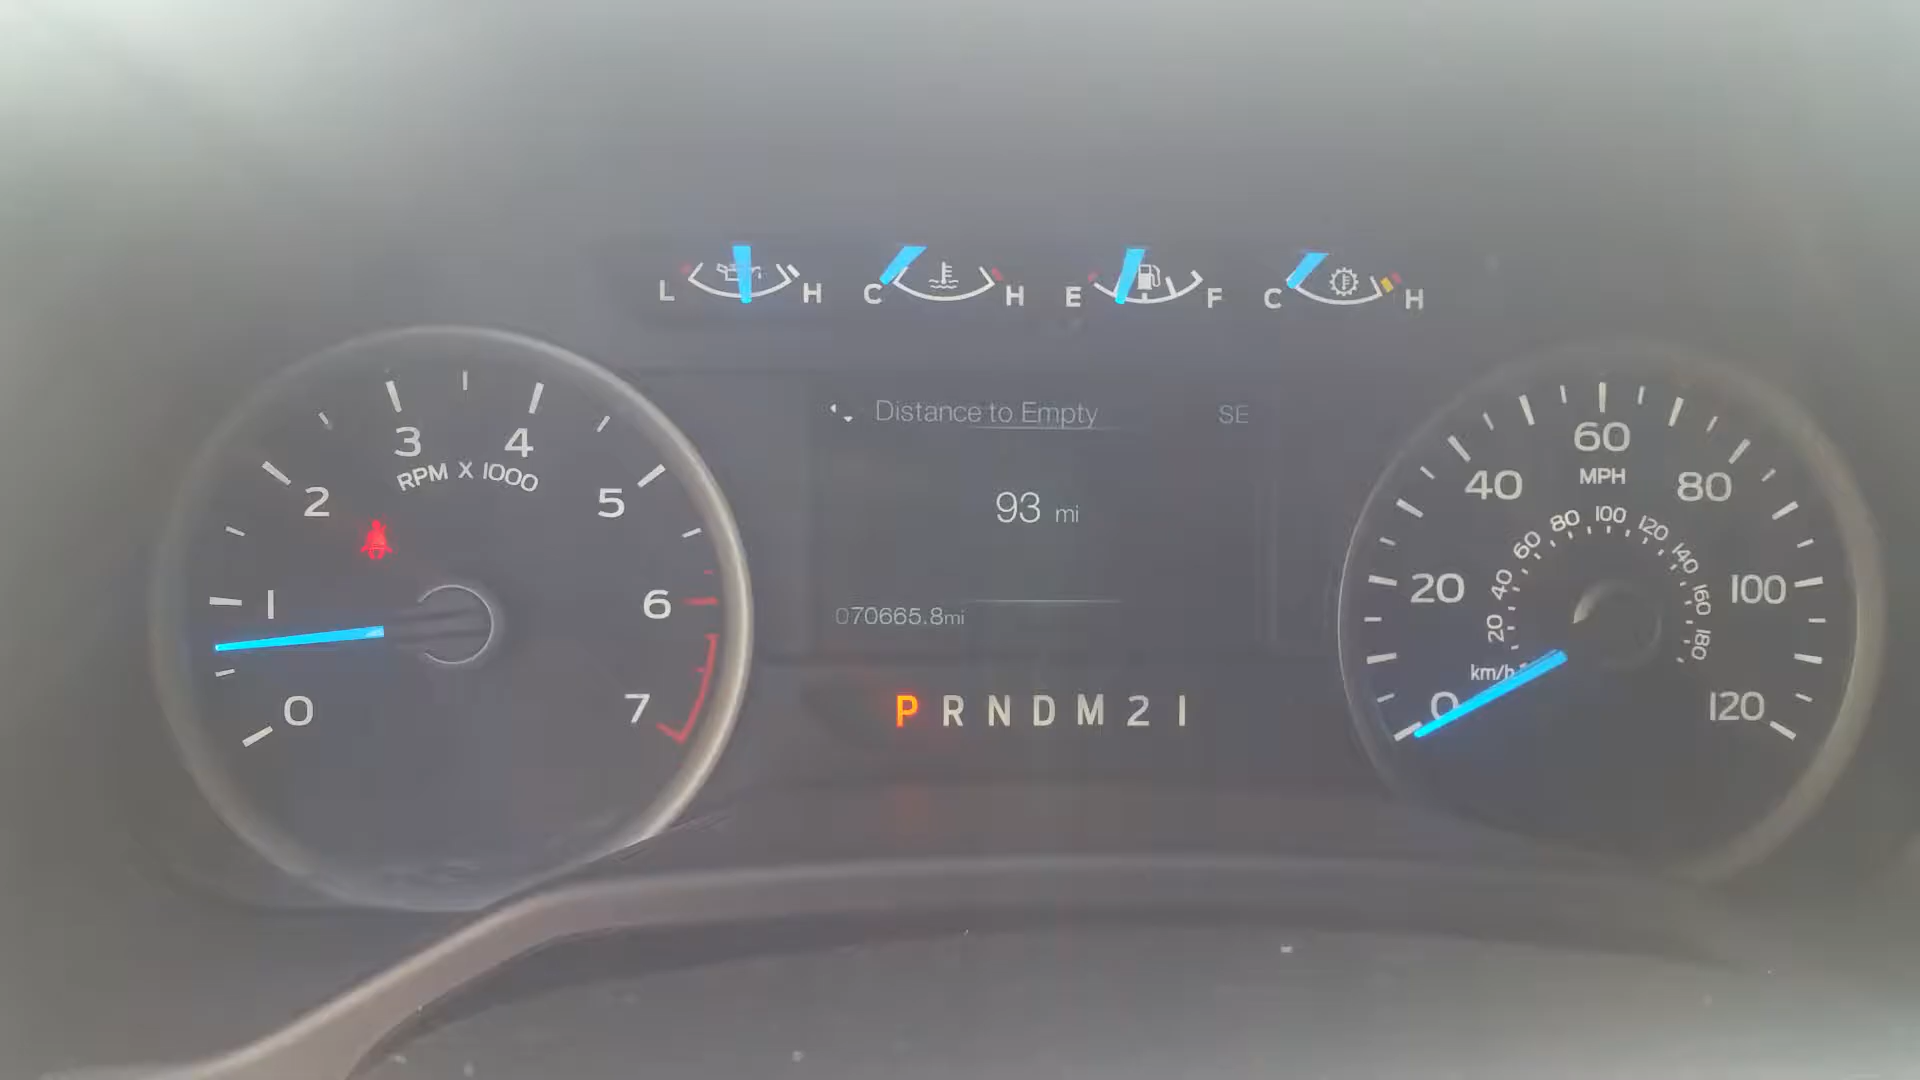 L H C H E F C H
Distance to Empty SE
93 mi
070665.8mi
P R N D M 2 1
0 1 2 3 4 5 6 7
RPM X 1000
0 20 40 60 80 100 120
MPH
20 40 60 80 100 120 140 160 180
km/h